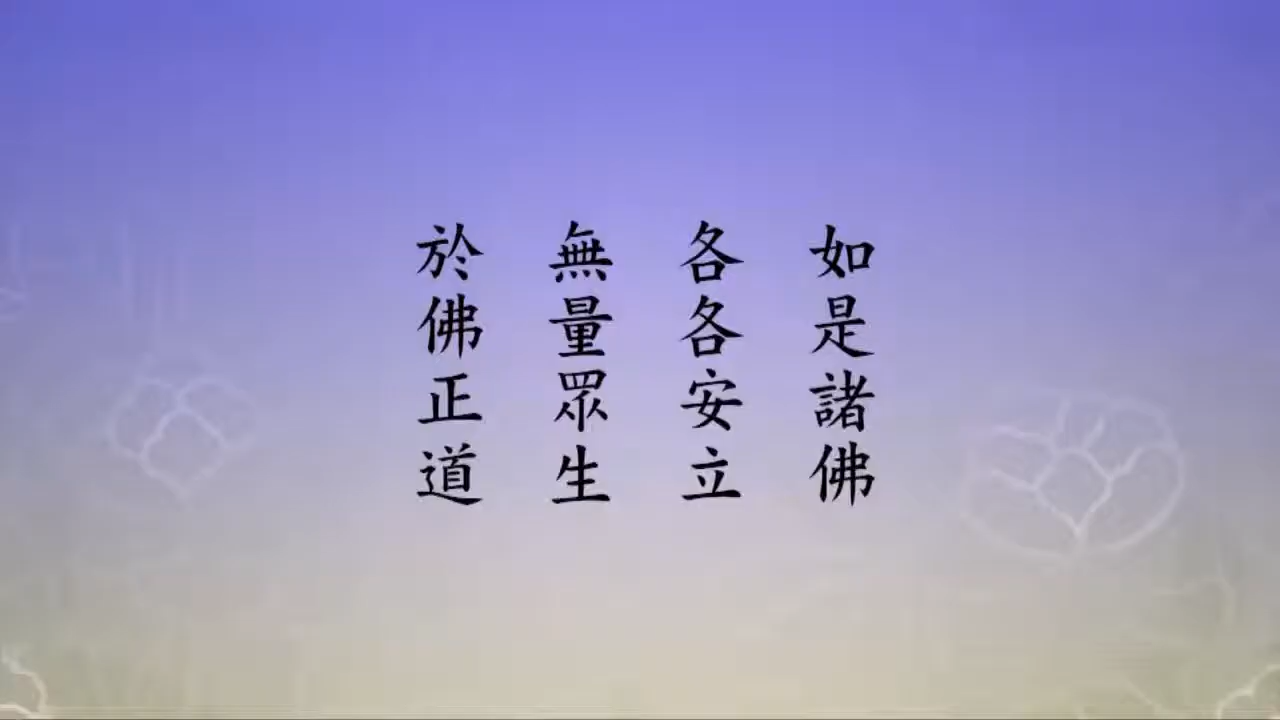 如是諸佛
各各安立
無量眾生
於佛正道